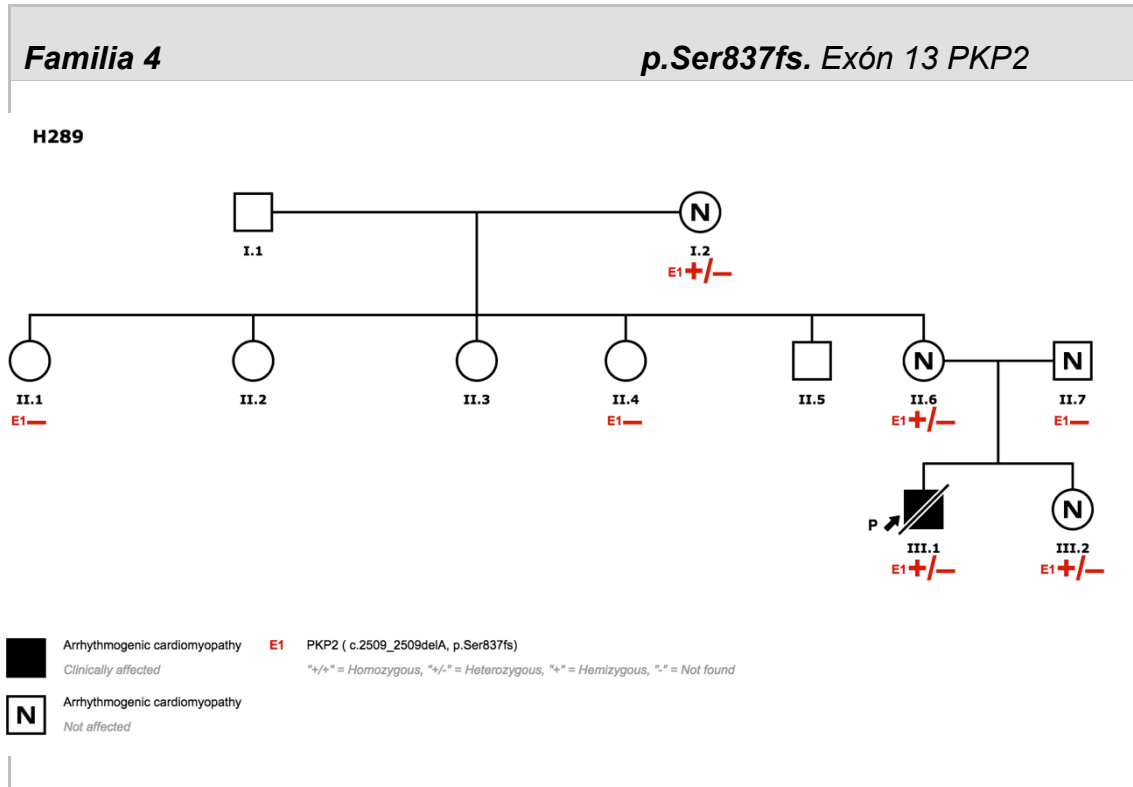 Familia 4 p.Ser837fs. Exón 13 PKP2
H289
N
I.1 I.2
E1 +/−
N N
II.1 II.2 II.3 II.4 II.5 II.6 II.7
E1 − E1 − E1 +/− E1 −
P N
III.1 III.2
E1 +/− E1 +/−
Arrhythmogenic cardiomyopathy E1 PKP2 ( c.2509_2509delA, p.Ser837fs)
Clinically affected "+/+" = Homozygous, "+/-" = Heterozygous, "+" = Hemizygous, "-" = Not found
Arrhythmogenic cardiomyopathy
N
Not affected